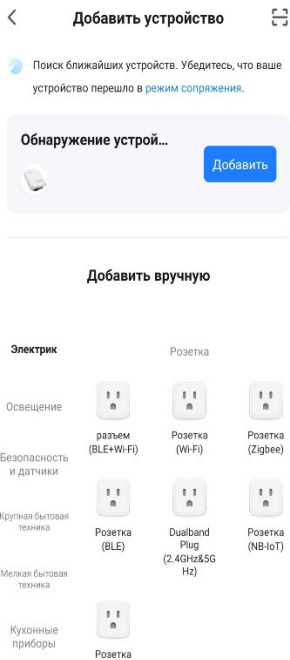 Добавить устройство
Поиск ближайших устройств. Убедитесь, что ваше
устройство перешло в режим сопряжения.
Обнаружение устрой...
Добавить
Добавить вручную
Электрик
Розетка
Освещение
разъем
(BLE+Wi-Fi)
Розетка
(Wi-Fi)
Розетка
(Zigbee)
Безопасность
и датчики
Крупная бытовая
техника
Розетка
(BLE)
Dualband
Plug
(2.4GHz&5G
Hz)
Розетка
(NB-IoT)
Мелкая бытовая
техника
Кухонные
приборы
Розетка